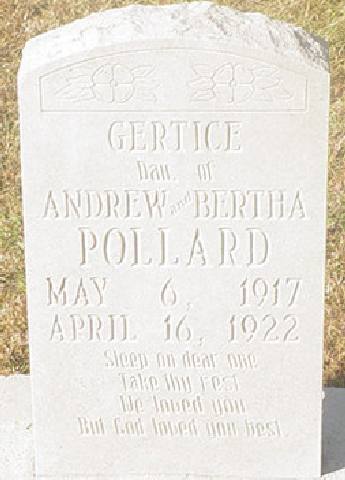 GERTICE
Dau. of
ANDREW and BERTHA
POLLARD
MAY 6, 1917
APRIL 16, 1922
Sleep on dear one
Take thy rest
We loved you
But God loved you best